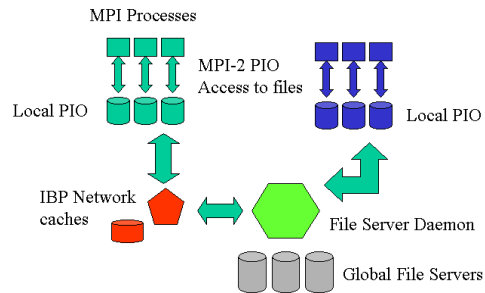 MPI Processes
MPI-2 PIO
Access to files
Local PIO
Local PIO
IBP Network
caches
File Server Daemon
Global File Servers